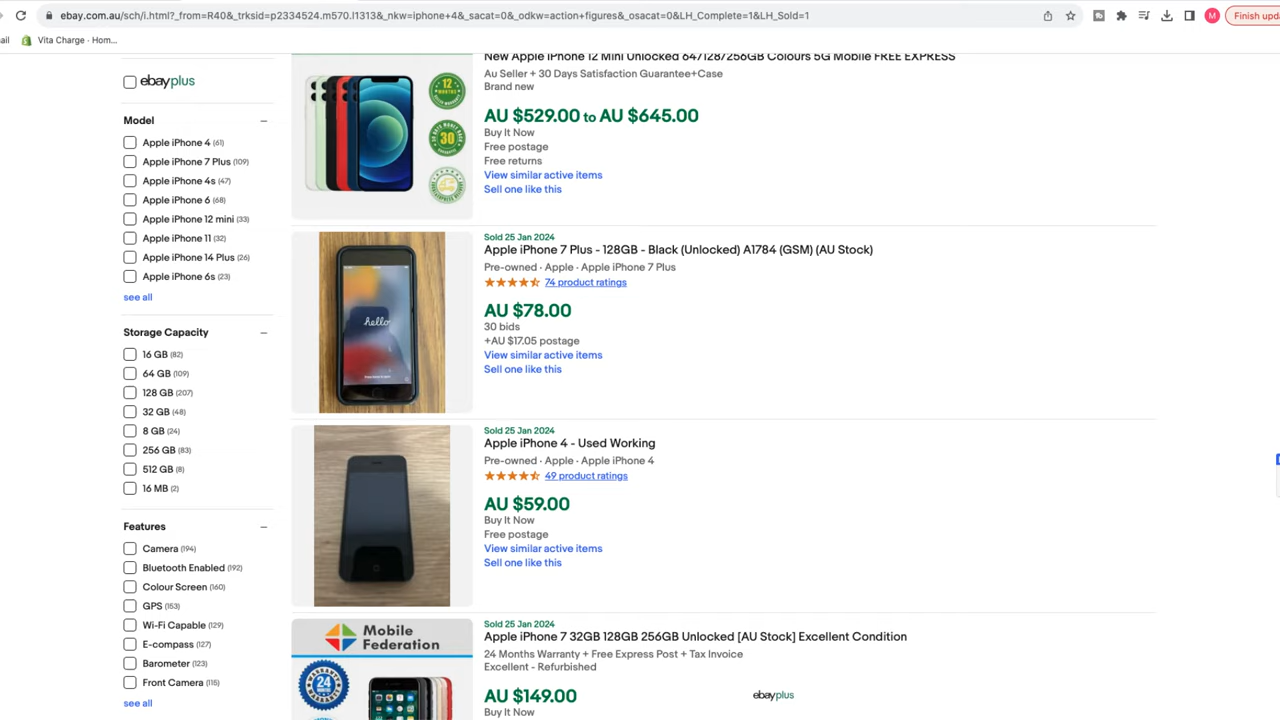 ebay.com.au/sch/i.html?_from=R40&_trksid=p2334524.m570.l1313&_nkw=iphone+4&_sacat=0&_odkw=action+figures&_osacat=0&LH_Complete=1&LH_Sold=1
M
Finish upda
ail
Vita Charge - Hom...
ebayplus
Model
Apple iPhone 4 (61)
Apple iPhone 7 Plus (109)
Apple iPhone 4s (47)
Apple iPhone 6 (68)
Apple iPhone 12 mini (33)
Apple iPhone 11 (32)
Apple iPhone 14 Plus (26)
Apple iPhone 6s (23)
see all
Storage Capacity
16 GB (82)
64 GB (109)
128 GB (207)
32 GB (48)
8 GB (24)
256 GB (83)
512 GB (8)
16 MB (2)
Features
Camera (194)
Bluetooth Enabled (192)
Colour Screen (160)
GPS (153)
Wi-Fi Capable (129)
E-compass (127)
Barometer (123)
Front Camera (115)
see all
New Apple iPhone 12 Mini Unlocked 64/128/256GB Colours 5G Mobile FREE EXPRESS
Au Seller + 30 Days Satisfaction Guarantee+Case
Brand new
AU $529.00 to AU $645.00
Buy It Now
Free postage
Free returns
View similar active items
Sell one like this
12
30
Sold 25 Jan 2024
Apple iPhone 7 Plus - 128GB - Black (Unlocked) A1784 (GSM) (AU Stock)
Pre-owned · Apple · Apple iPhone 7 Plus
74 product ratings
AU $78.00
30 bids
+AU $17.05 postage
View similar active items
Sell one like this
hello
Sold 25 Jan 2024
Apple iPhone 4 - Used Working
Pre-owned · Apple · Apple iPhone 4
49 product ratings
AU $59.00
Buy It Now
Free postage
View similar active items
Sell one like this
Mobile
Federation
WARRANTY
24
MONTHS
Sold 25 Jan 2024
Apple iPhone 7 32GB 128GB 256GB Unlocked [AU Stock] Excellent Condition
24 Months Warranty + Free Express Post + Tax Invoice
Excellent - Refurbished
AU $149.00
Buy It Now
ebayplus